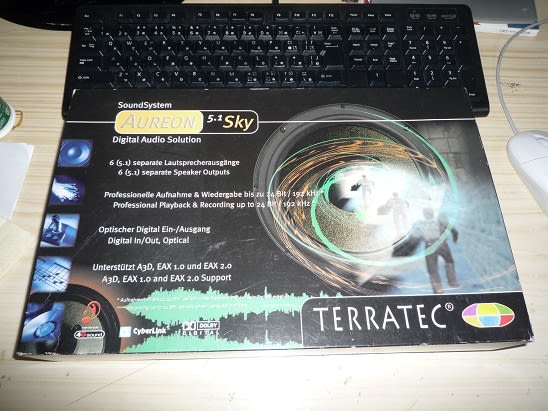 SoundSystem
AUREON 5.1 Sky
Digital Audio Solution
6 (5.1) separate Lautsprecherausgänge
6 (5.1) separate Speaker Outputs
Professionelle Aufnahme & Wiedergabe bis zu 24 Bit / 192 kHz*
Professional Playback & Recording up to 24 Bit / 192 kHz*
Optischer Digital Ein-/Ausgang
Digital In/Out, Optical
Unterstützt A3D, EAX 1.0 und EAX 2.0
A3D, EAX 1.0 and EAX 2.0 Support
CyberLink
DOLBY
DIGITAL
TERRATEC®